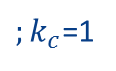 ; k_c=1